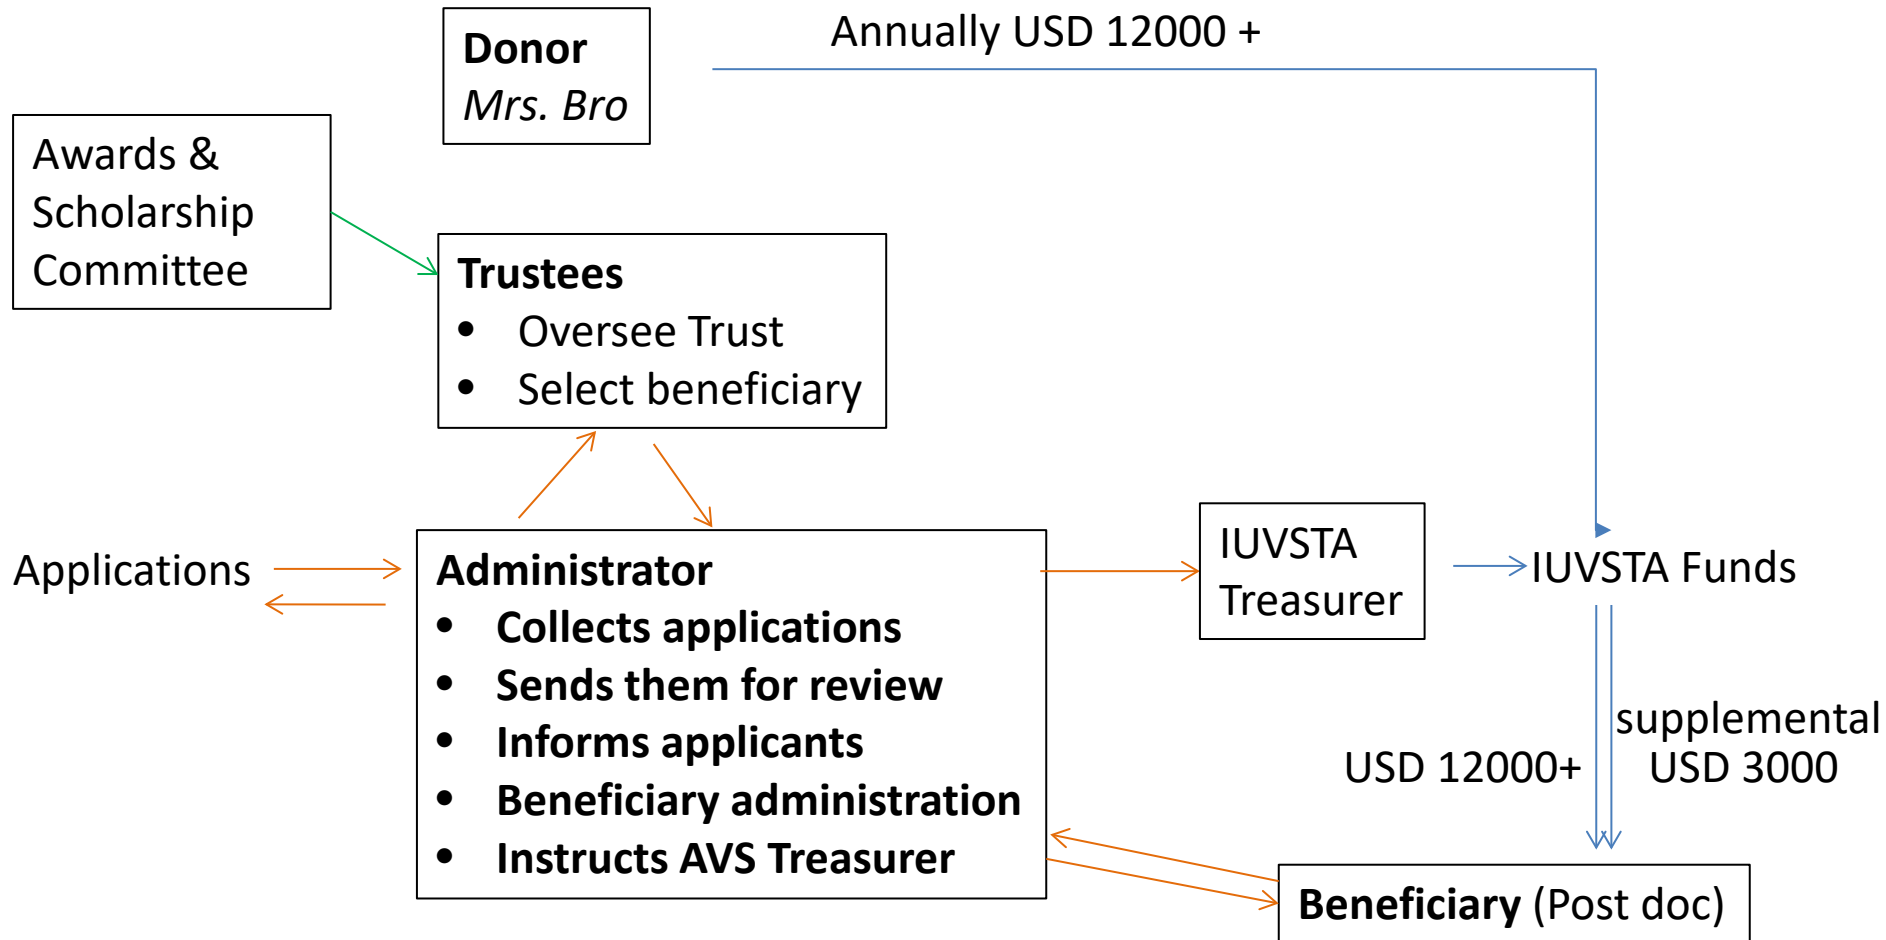 Donor
Mrs. Bro
Annually USD 12000 +
Awards &
Scholarship
Committee
Trustees
• Oversee Trust
• Select beneficiary
Applications
Administrator
• Collects applications
• Sends them for review
• Informs applicants
• Beneficiary administration
• Instructs AVS Treasurer
IUVSTA
Treasurer
IUVSTA Funds
USD 12000+
supplemental
USD 3000
Beneficiary (Post doc)